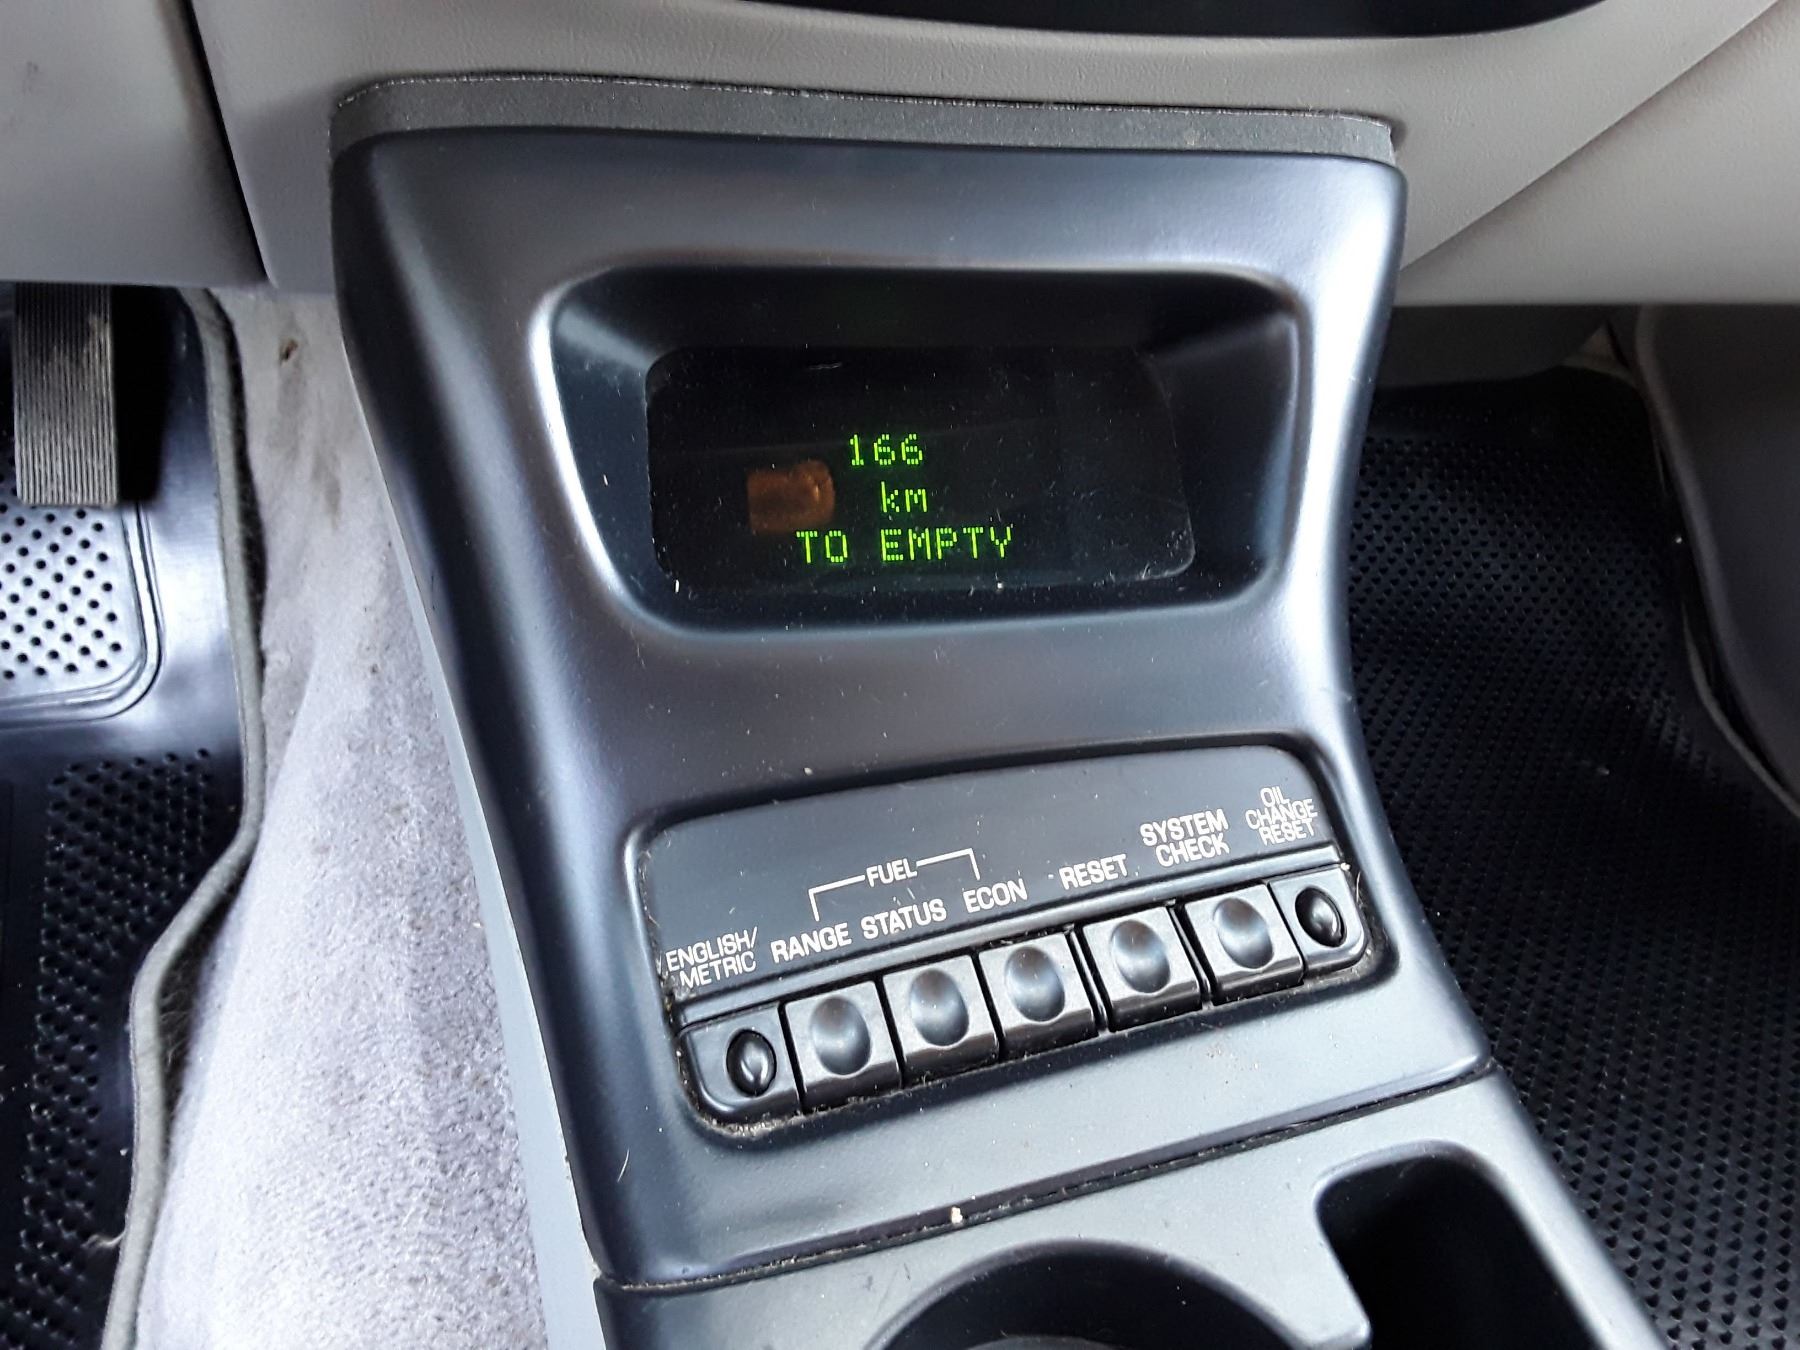 166
km
TO EMPTY
FUEL
ENGLISH/
METRIC
RANGE
STATUS
ECON
RESET
SYSTEM
CHECK
OIL
CHANGE
RESET